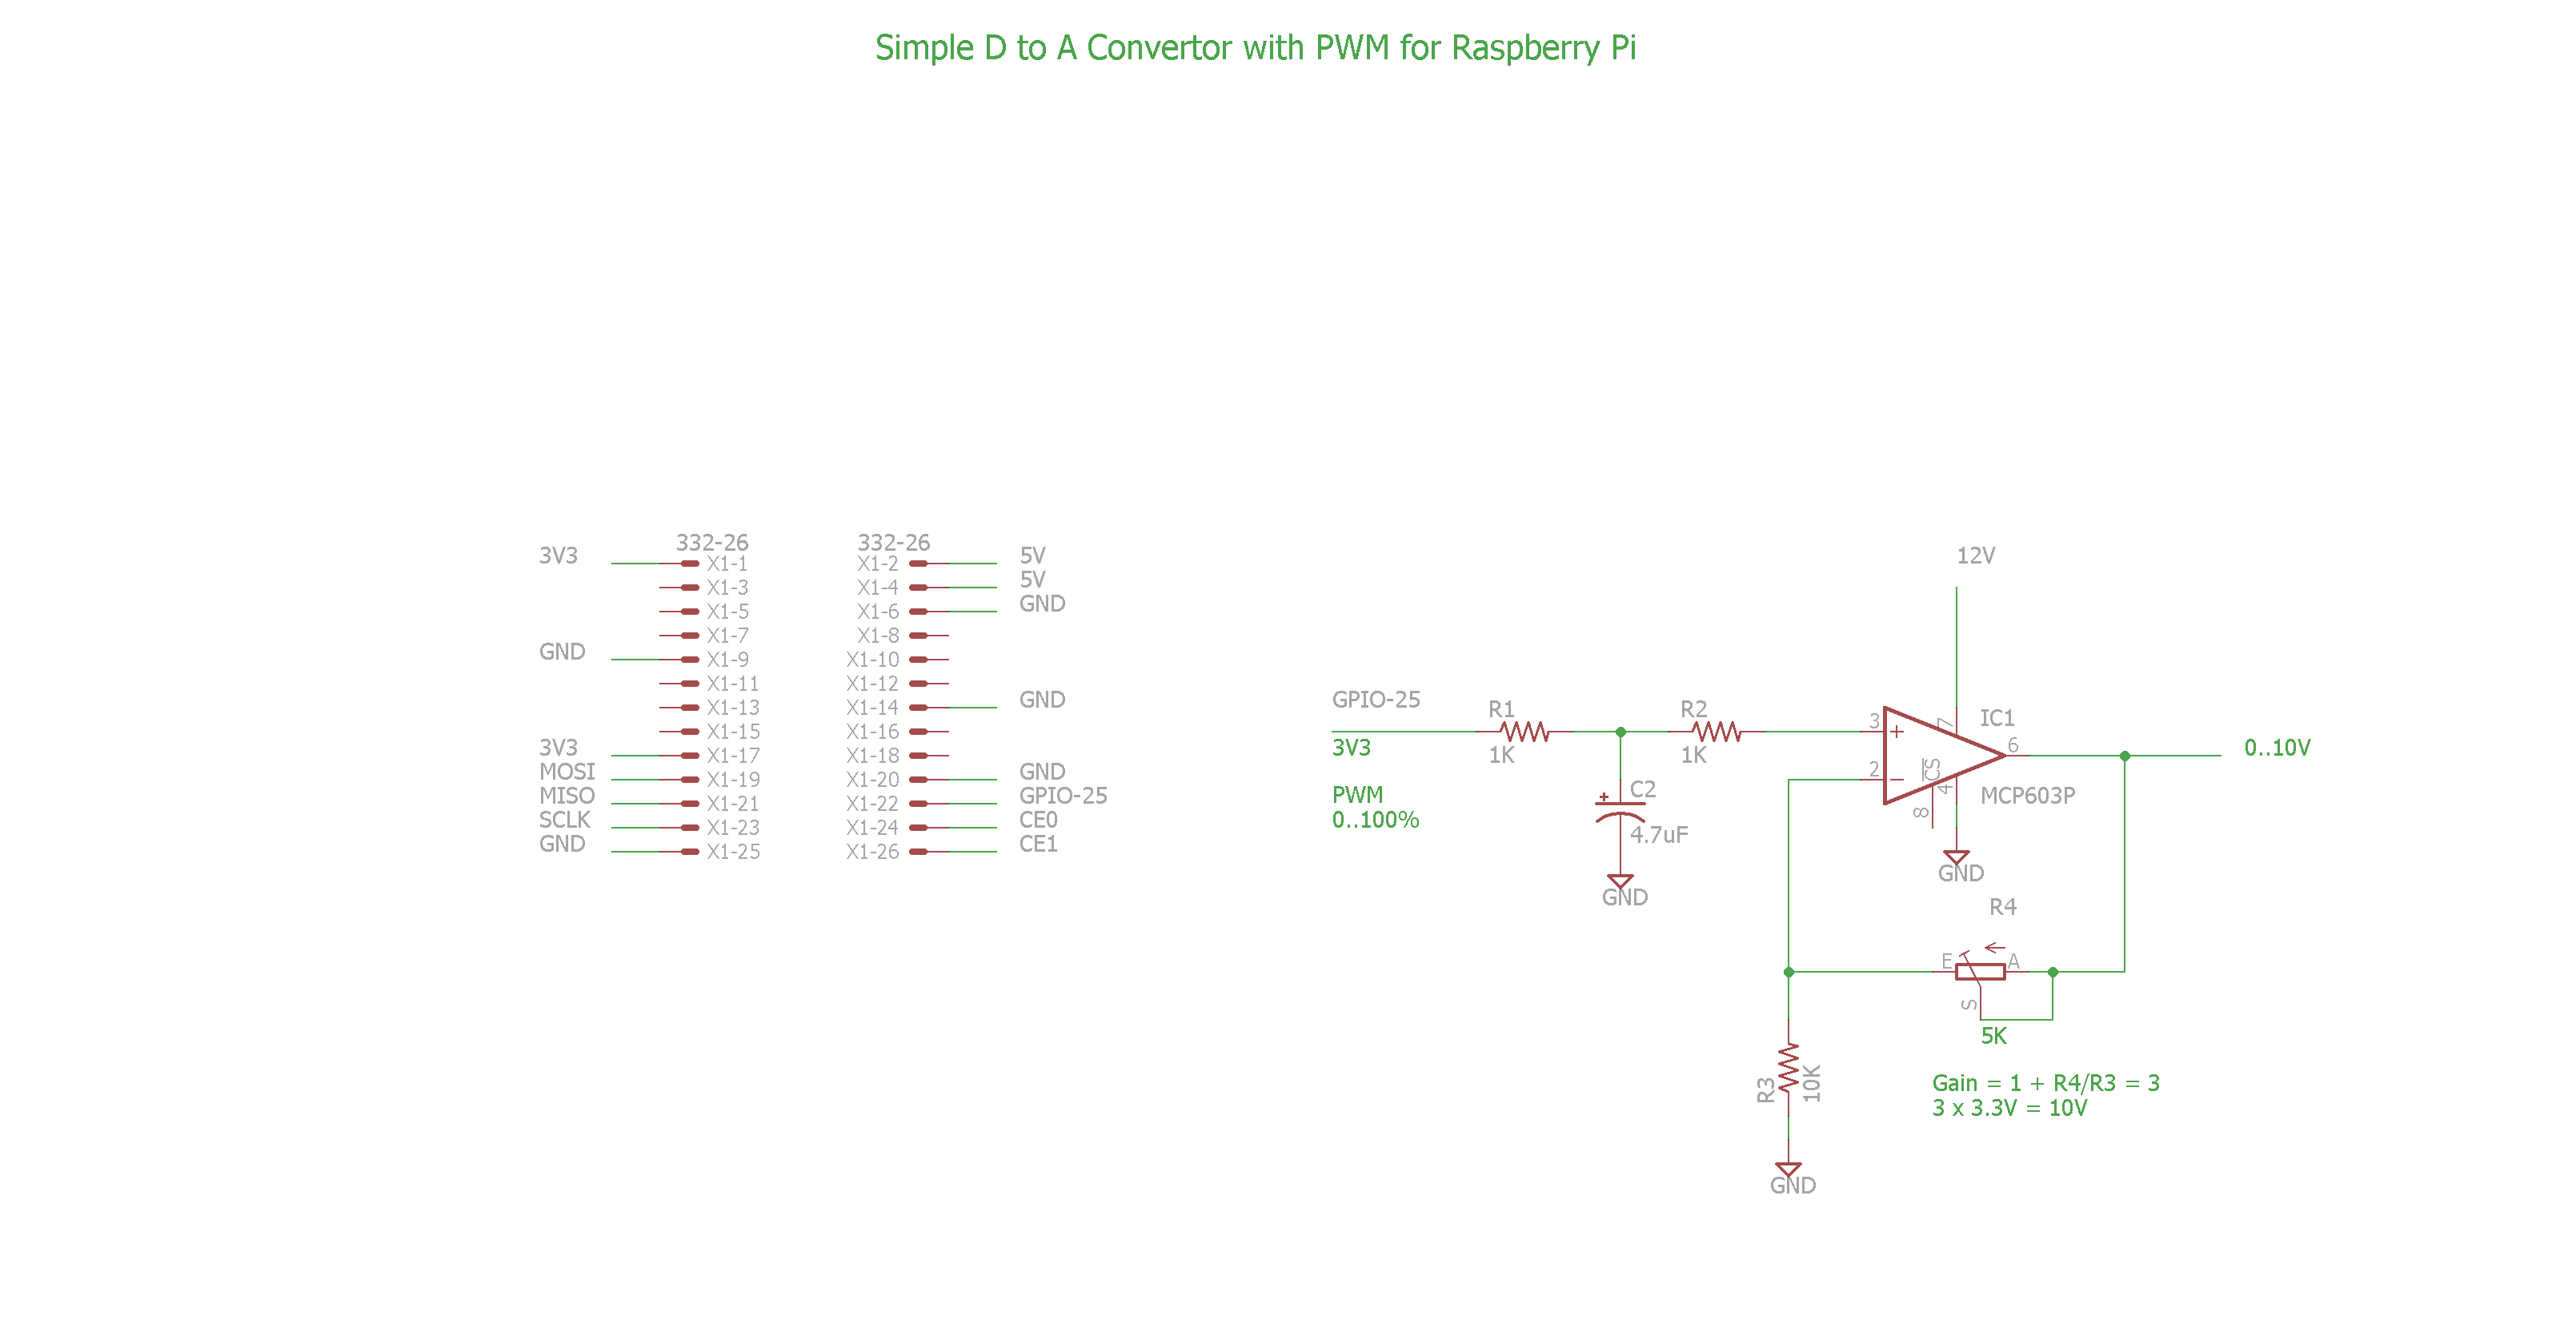 Simple D to A Convertor with PWM for Raspberry Pi
332-26
332-26
3V3
X1-1
X1-2
5V
X1-3
X1-4
5V
X1-5
X1-6
GND
X1-7
X1-8
GND
X1-9
X1-10
X1-11
X1-12
X1-13
X1-14
GND
X1-15
X1-16
3V3
X1-17
X1-18
MOSI
X1-19
X1-20
GND
MISO
X1-21
X1-22
GPIO-25
SCLK
X1-23
X1-24
CE0
GND
X1-25
X1-26
CE1
GPIO-25
3V3
PWM
0..100%
R1
1K
R2
1K
C2
+
4.7uF
GND
12V
3
+
2
−
7
6
CS
4
8
IC1
MCP603P
GND
0..10V
R4
E
A
S
5K
R3
10K
GND
Gain = 1 + R4/R3 = 3
3 x 3.3V = 10V